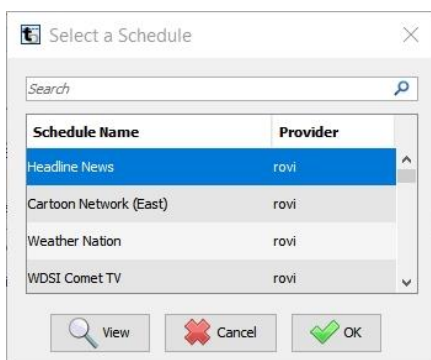 Select a Schedule
Search
Schedule Name Provider
Headline News rovi
Cartoon Network (East) rovi
Weather Nation rovi
WDSI Comet TV rovi
View Cancel OK